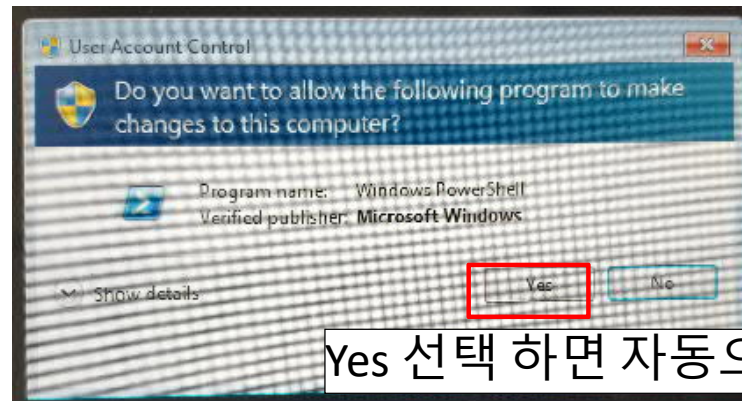 User Account Control
Do you want to allow the following program to make
changes to this computer?
Program name: Windows PowerShell
Verified publisher: Microsoft Windows
Show details
Yes
No
Yes 선택 하면 자동으